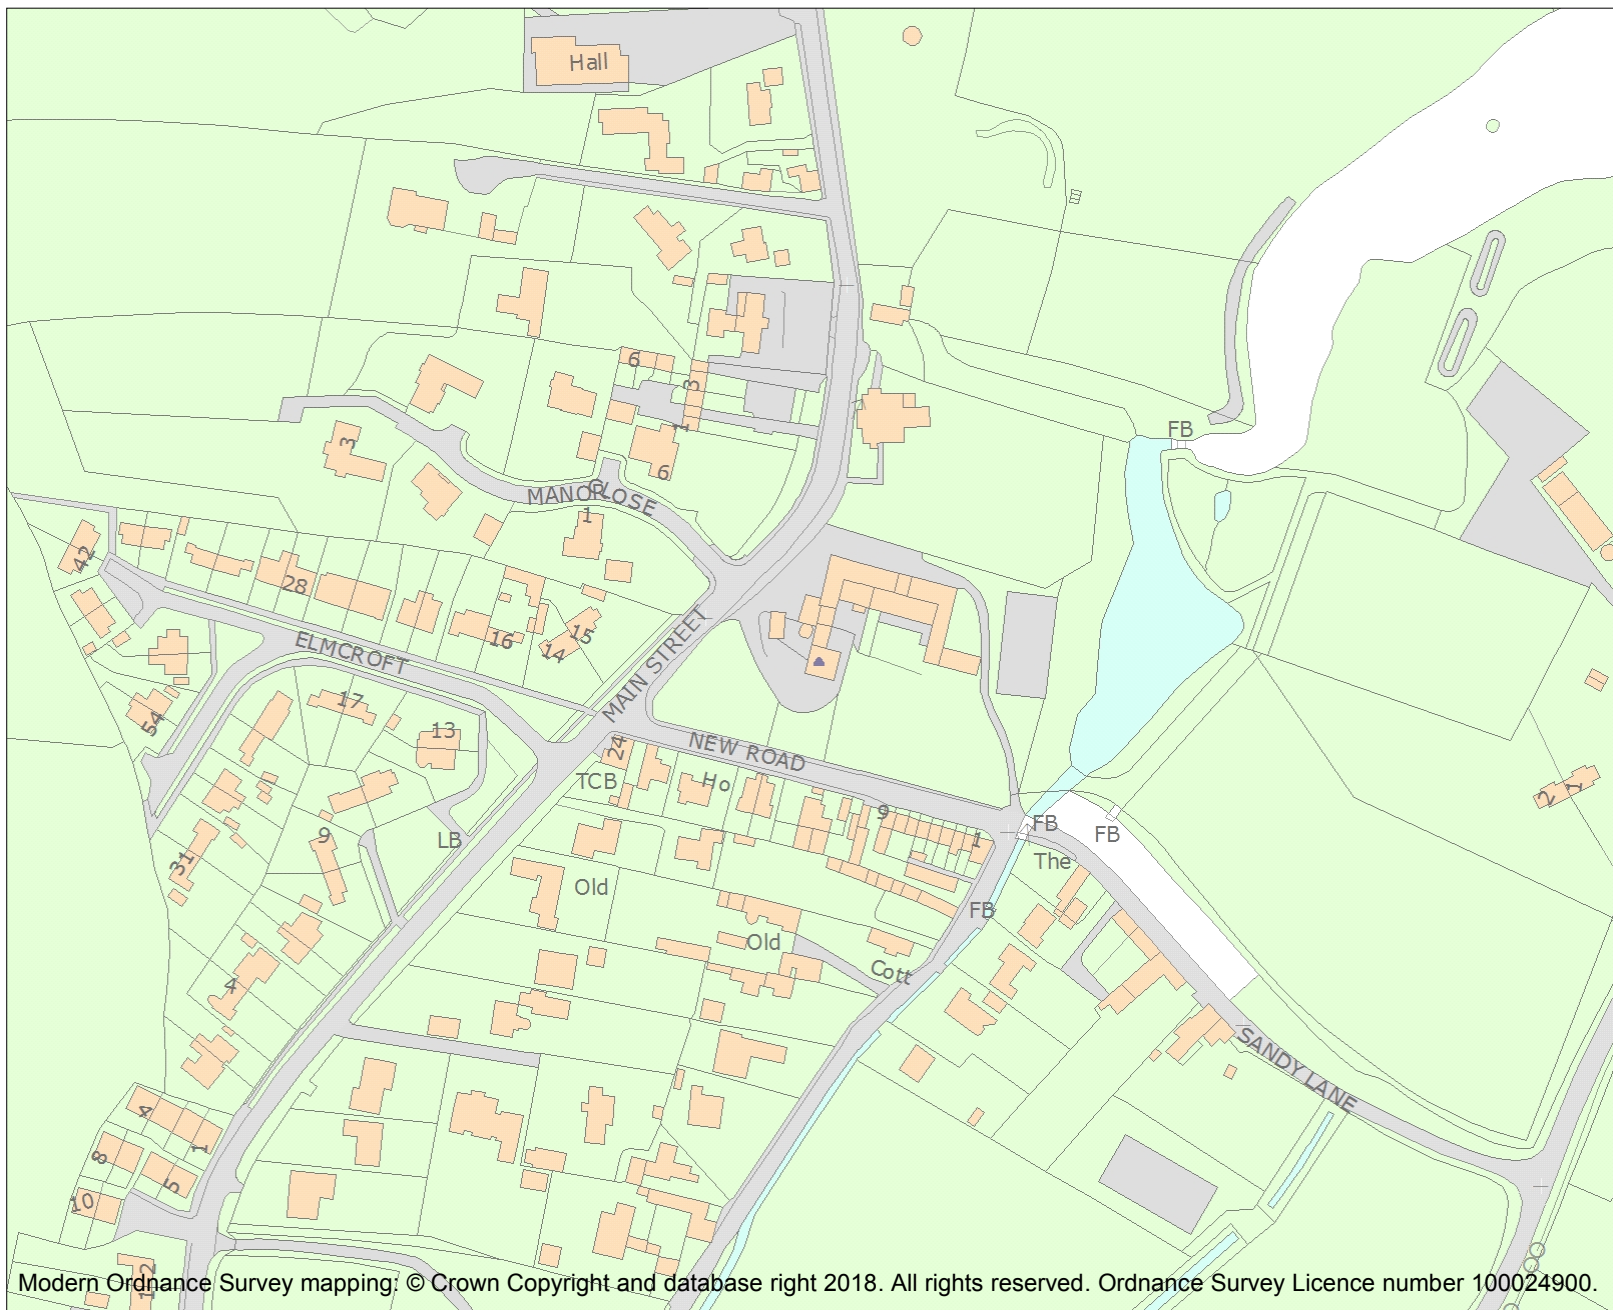 Hall
6
3
1
6
FB
3
MANOR CLOSE
1
42
28
16
15
14
ELMCROFT
MAIN STREET
54
17
13
24
NEW ROAD
TCB
Ho
2
1
9
9
LB
1
FB
FB
The
31
Old
FB
Old
Cott
4
SANDY LANE
4
1
8
5
10
12
Modern Ordnance Survey mapping: © Crown Copyright and database right 2018. All rights reserved. Ordnance Survey Licence number 100024900.